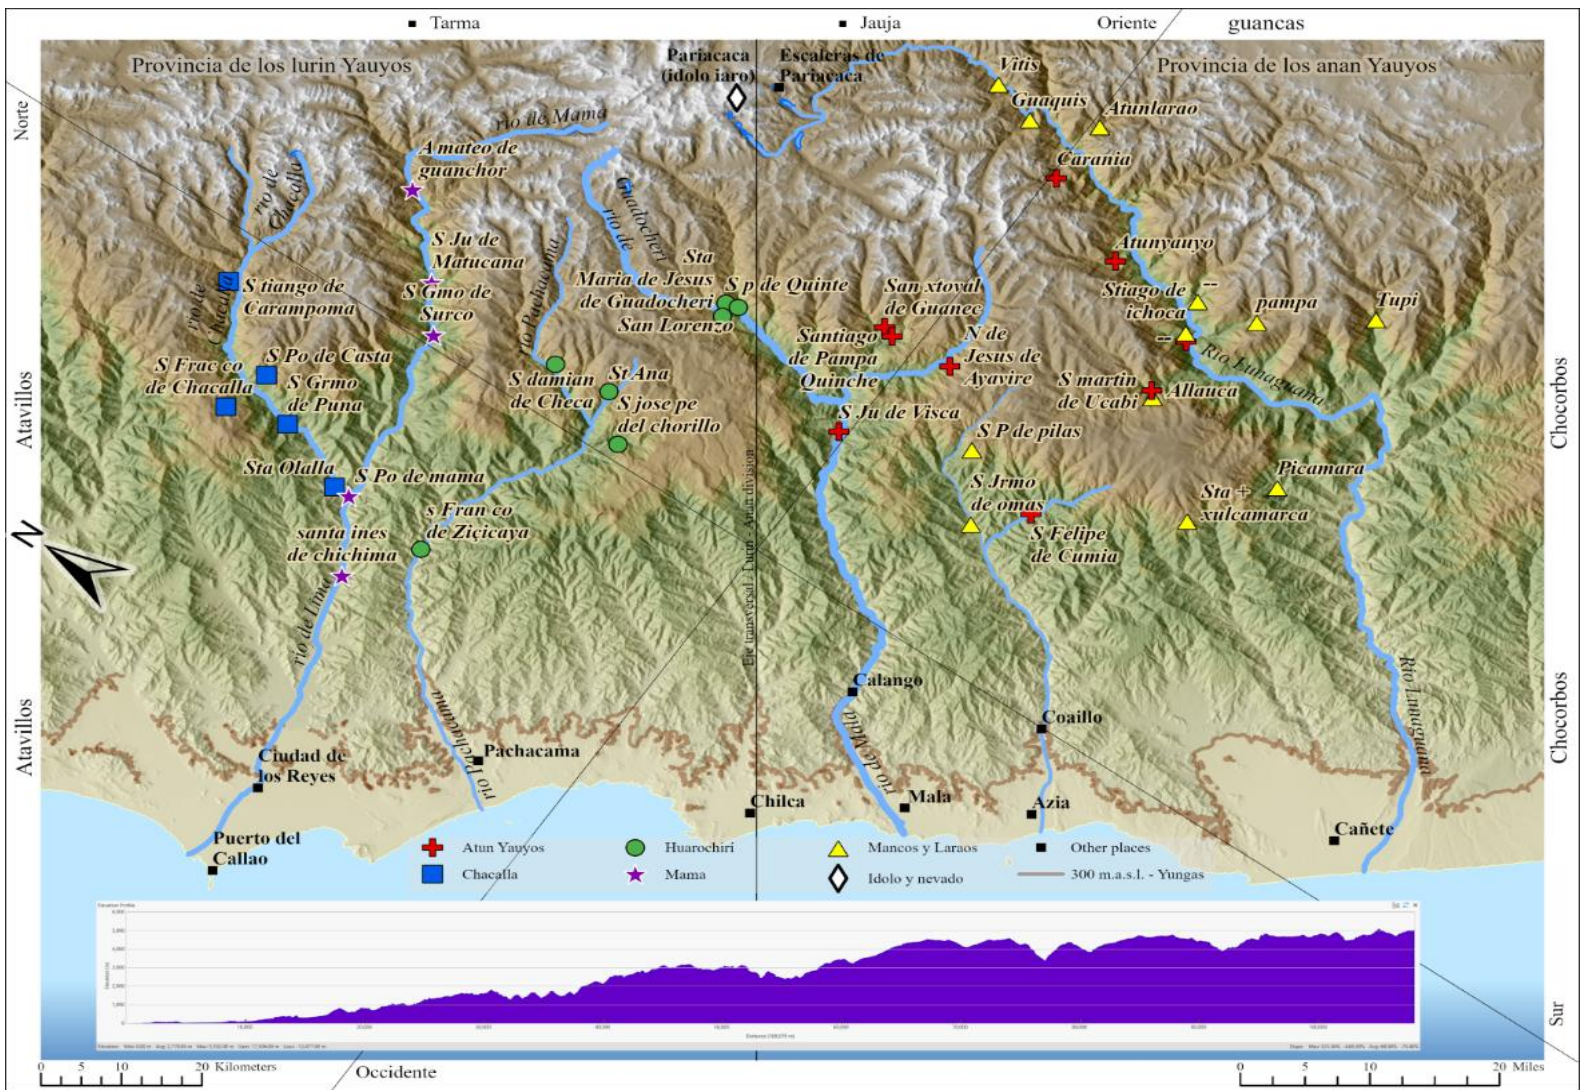 Tarma
Jauja
Oriente
guancas
Provincia de los lurin Yauyos
Pariacaca
(idolo iaro)
Escaleras de
Pariacaca
Provincia de los anan Yauyos
Norte
Vitis
Guaquis
Atunlarao
rio de Mama
A mateo de
guanchor
Carania
rio de
Chacalla
Guadocheri
rio de
S Ju de
Matucana
rio Pachacama
Sta
Maria de Jesus
de Guadocheri
S p de Quinte
San xtoval
de Guanec
Atunyauyo
Stiago de
ichoca
--
--
pampa
Tupi
rio de
Chacalla
S tiango de
Carampoma
S Gmo de
Surco
San Lorenzo
Santiago
de Pampa
Quinche
N de
Jesus de
Ayavire
Rio Lunaguana
S Frac co
de Chacalla
S Po de Casta
S Grmo
de Puna
S damian
de Checa
St Ana
S jose pe
del chorillo
S martin
de Ucabi
Allauca
Atavillos
Chocorbos
S Ju de Visca
S P de pilas
Sta Olalla
S Po de mama
Picamara
S Jrmo
de omas
Sta +
xulcamarca
santa ines
de chichima
s Fran co
de Ziçicaya
S Felipe
de Cumia
N
rio de Lima
Eje transversal / Lurin - Anan division
Calango
Coaillo
Atavillos
Chocorbos
rio Pachacama
rio de Mala
Rio Lunaguana
Ciudad de
los Reyes
Pachacama
Chilca
Mala
Azia
Cañete
Puerto del
Callao
Atun Yauyos
Huarochiri
Mancos y Laraos
Other places
Chacalla
Mama
Idolo y nevado
300 m.a.s.l. - Yungas
Elevation Profile
Sur
0 5 10 20 Kilometers
Occidente
0 5 10 20 Miles